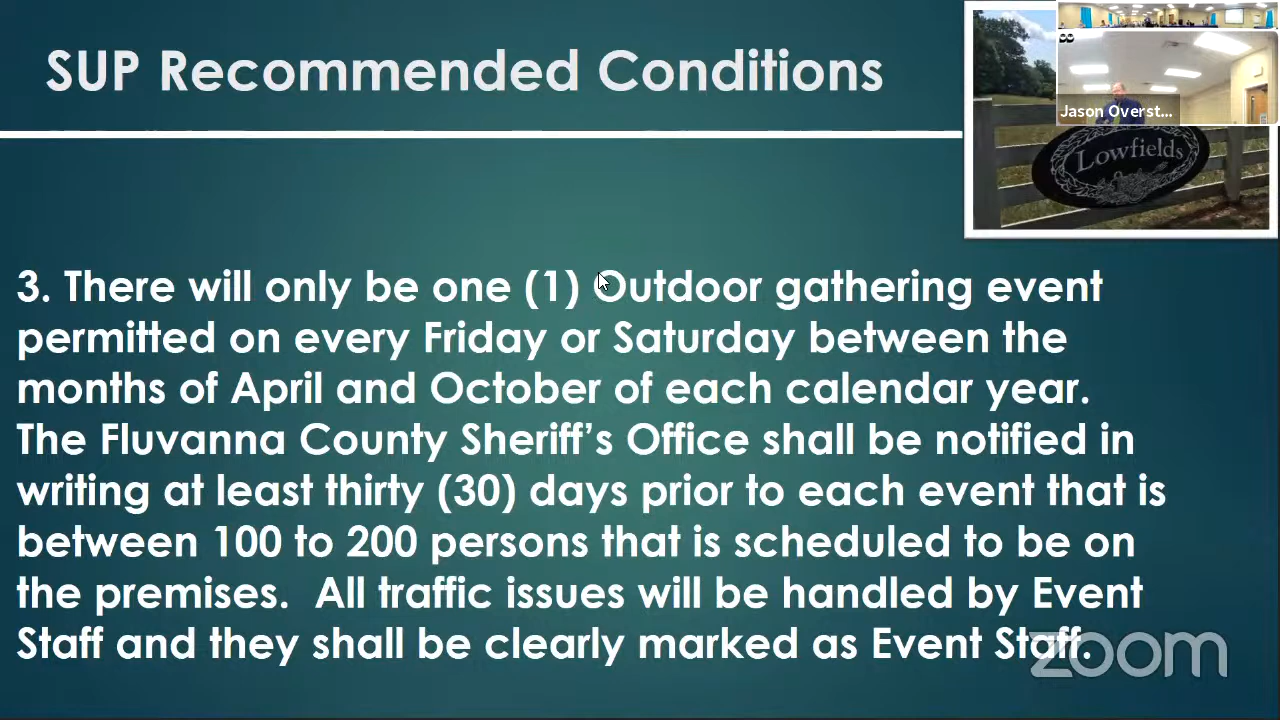 SUP Recommended Conditions
Jason Overst...
Lowfields
3. There will only be one (1) Outdoor gathering event
permitted on every Friday or Saturday between the
months of April and October of each calendar year.
The Fluvanna County Sheriff’s Office shall be notified in
writing at least thirty (30) days prior to each event that is
between 100 to 200 persons that is scheduled to be on
the premises.  All traffic issues will be handled by Event
Staff and they shall be clearly marked as Event Staff.
zoom